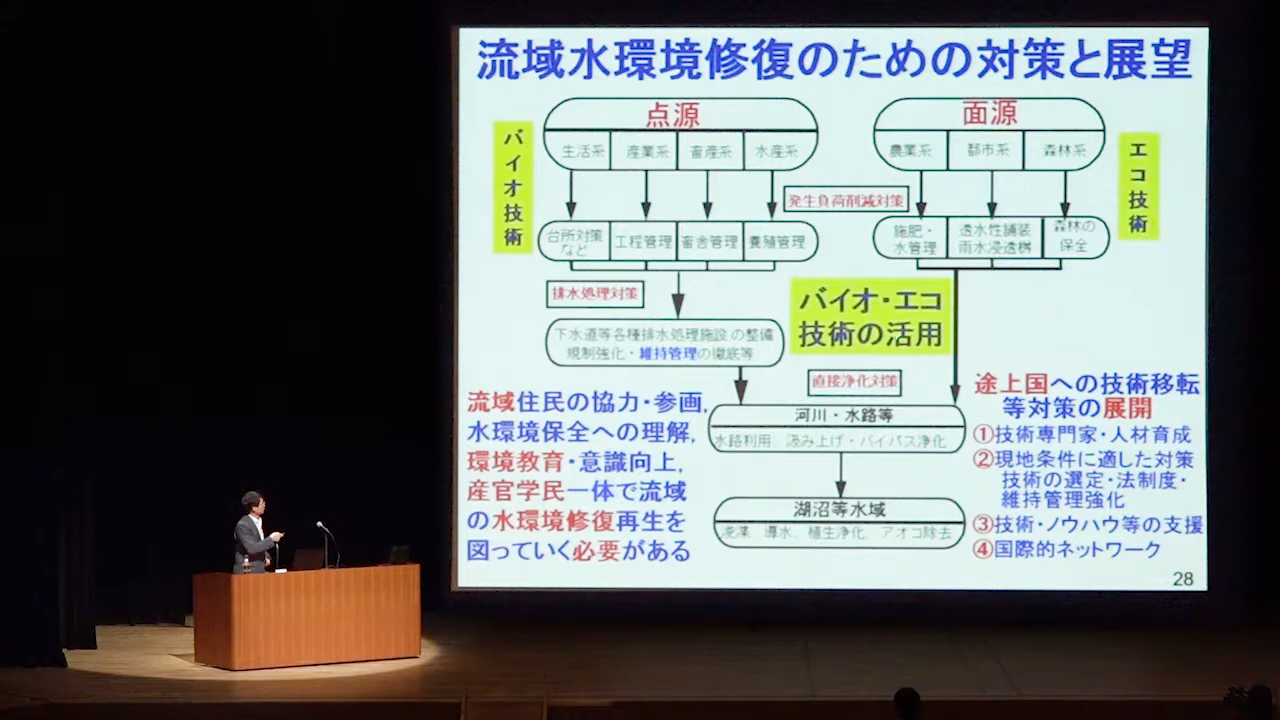 流域水環境修復のための対策と展望
バイオ技術
点源
生活系 産業系 畜産系 水産系
面源
農業系 都市系 森林系
エコ技術
発生負荷削減対策
台所対策など 工程管理 畜舎管理 養殖管理
施肥・水管理 透水性舗装 雨水浸透桝 森林の保全
排水処理対策
バイオ・エコ
技術の活用
下水道等各種排水処理施設の整備
規制強化・維持管理の徹底等
直接浄化対策
河川・水路等
水路利用 汲み上げ・バイパス浄化
湖沼等水域
導水、植生浄化、アオコ除去
流域住民の協力・参画,
水環境保全への理解,
環境教育・意識向上,
産官学民一体で流域
の水環境修復再生を
図っていく必要がある
途上国への技術移転
等対策の展開
①技術専門家・人材育成
②現地条件に適した対策
技術の選定・法制度・
維持管理強化
③技術・ノウハウ等の支援
④国際的ネットワーク
28